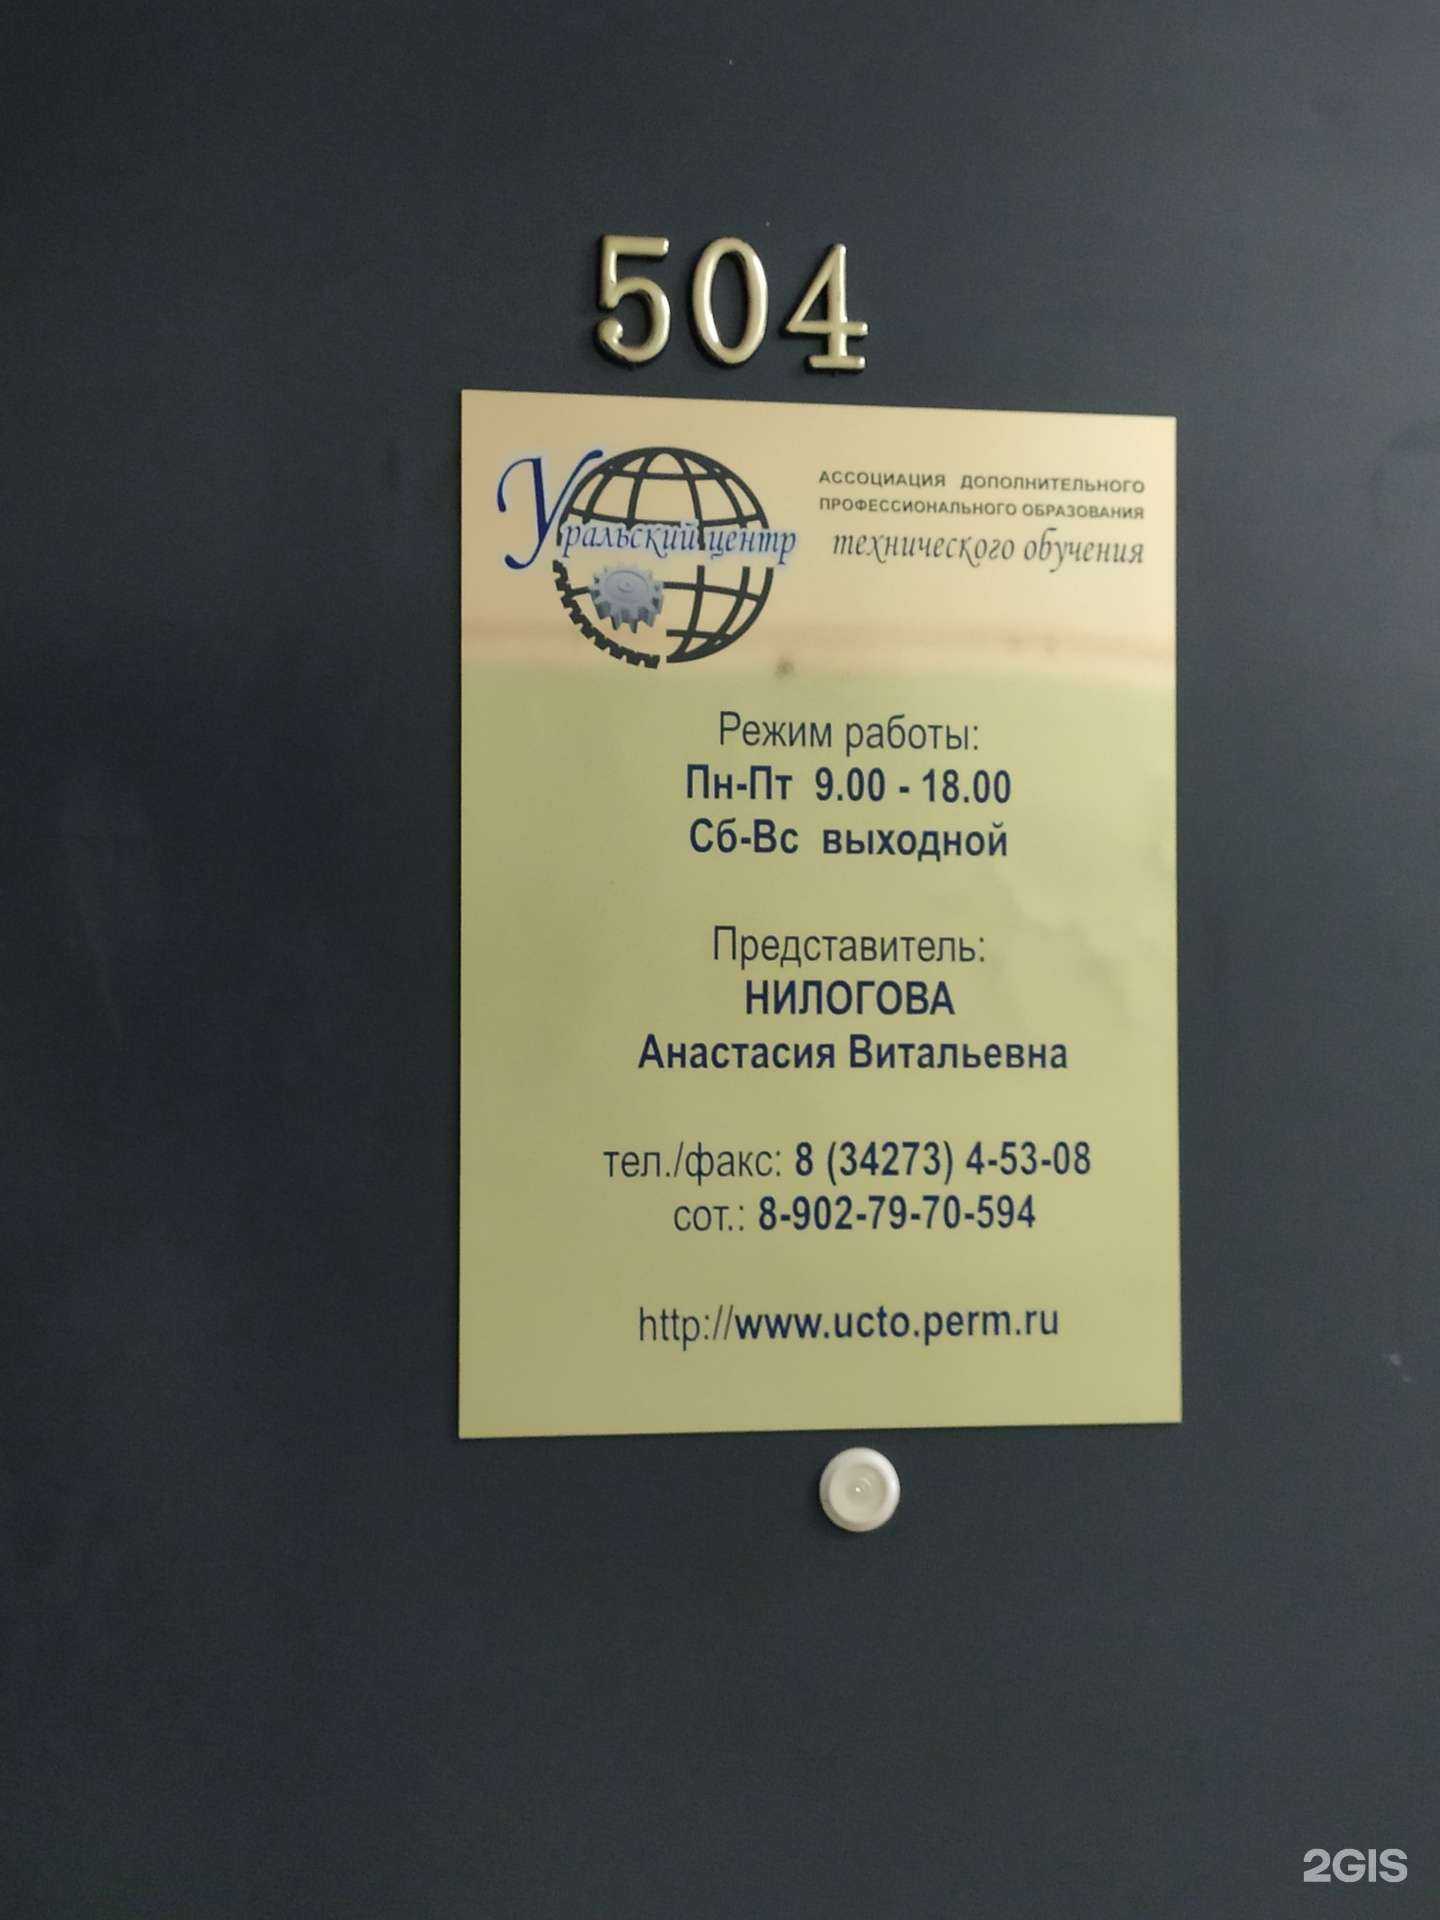 504
Уральский центр
АССОЦИАЦИЯ ДОПОЛНИТЕЛЬНОГО
ПРОФЕССИОНАЛЬНОГО ОБРАЗОВАНИЯ
технического обучения
Режим работы:
Пн-Пт 9.00 - 18.00
Сб-Вс выходной
Представитель:
НИЛОГОВА
Анастасия Витальевна
тел./факс: 8 (34273) 4-53-08
сот.: 8-902-79-70-594
http://www.ucto.perm.ru
2GIS